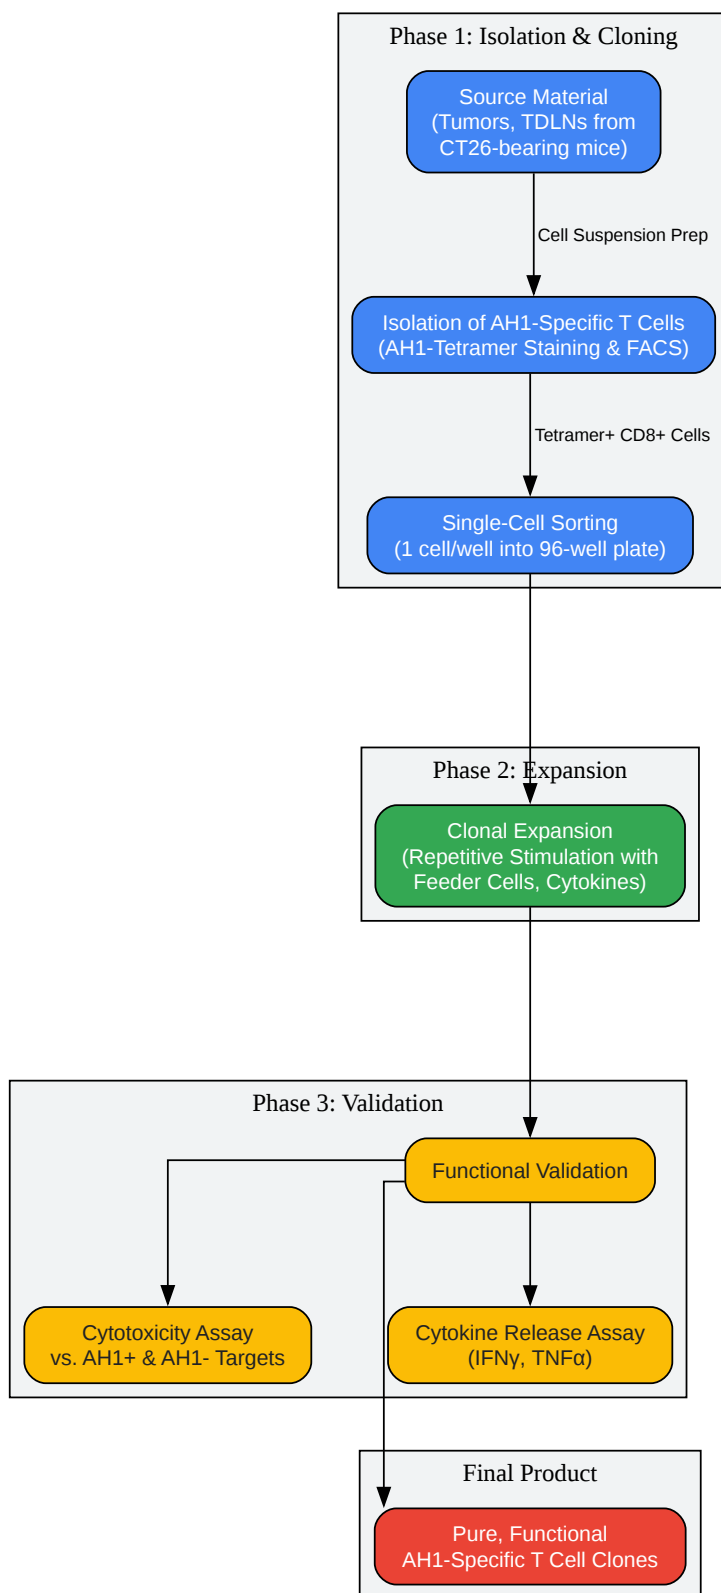 Phase 1: Isolation & Cloning
Source Material
(Tumors, TDLNs from
CT26-bearing mice)
Cell Suspension Prep
Isolation of AH1-Specific T Cells
(AH1-Tetramer Staining & FACS)
Tetramer+ CD8+ Cells
Single-Cell Sorting
(1 cell/well into 96-well plate)
Phase 2: Expansion
Clonal Expansion
(Repetitive Stimulation with
Feeder Cells, Cytokines)
Phase 3: Validation
Functional Validation
Cytotoxicity Assay
vs. AH1+ & AH1- Targets
Cytokine Release Assay
(IFNγ, TNFα)
Final Product
Pure, Functional
AH1-Specific T Cell Clones